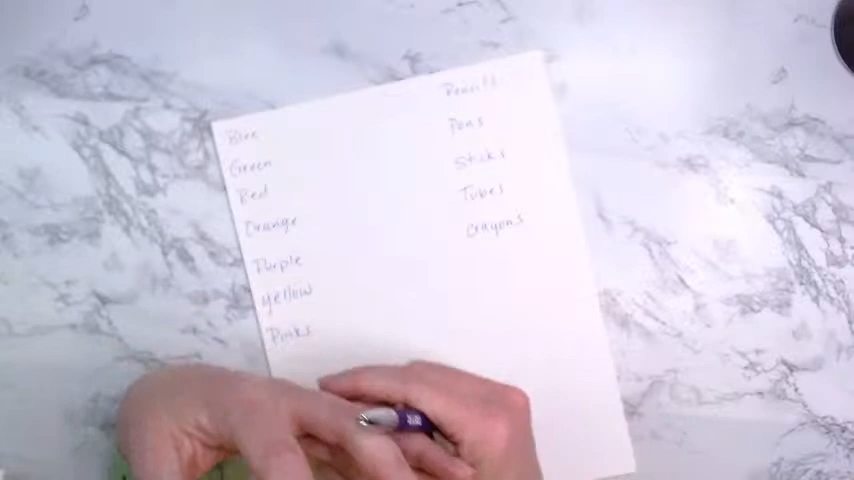 Blue
Green
Red
Orange
Purple
yellow
Pinks
Pencils
Pens
Sticks
Tubes
crayons